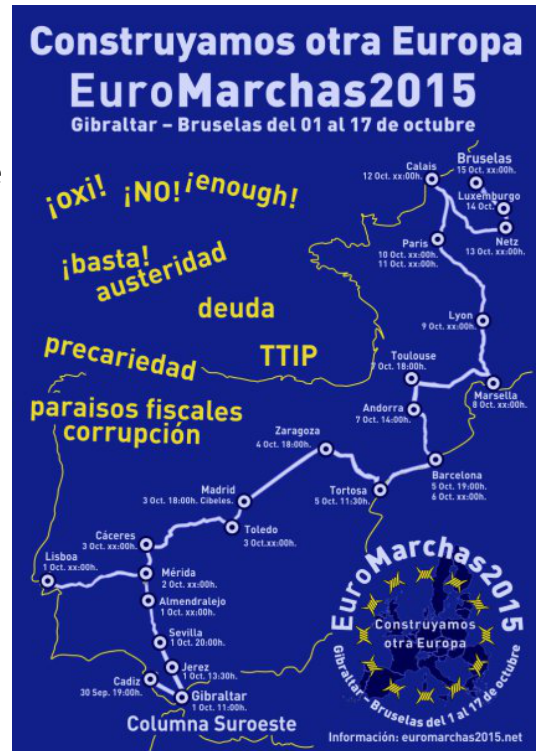 Construyamos otra Europa
EuroMarchas2015
Gibraltar – Bruselas del 01 al 17 de octubre
¡oxi!
¡NO!
¡enough!
¡basta!
austeridad
deuda
precariedad
TTIP
paraisos fiscales
corrupción
Calais
12 Oct. xx:00h.
Bruselas
15 Oct. xx:00h.
Luxemburgo
14 Oct.
Netz
13 Oct. xx:00h.
Paris
10 Oct. xx:00h.
11 Oct. xx:00h.
Lyon
9 Oct. xx:00h.
Toulouse
7 Oct. 18:00h.
Marsella
8 Oct. xx:00h.
Andorra
7 Oct. 14:00h.
Zaragoza
4 Oct. 18:00h.
Barcelona
5 Oct. 19:00h.
6 Oct. xx:00h.
Tortosa
5 Oct. 11:30h.
Madrid
3 Oct. 18:00h. Cibeles.
Toledo
3 Oct.xx:00h.
Cáceres
3 Oct. xx:00h.
Lisboa
1 Oct. xx:00h.
Mérida
2 Oct. xx:00h.
Almendralejo
1 Oct. xx:00h.
Sevilla
1 Oct. 20:00h.
Jerez
1 Oct. 13:30h.
Cadiz
30 Sep. 19:00h.
Gibraltar
1 Oct. 11:00h.
Columna Suroeste
EuroMarchas2015
Construyamos
otra Europa
Gibraltar – Bruselas del 1 al 17 de octubre
Información: euromarchas2015.net
e